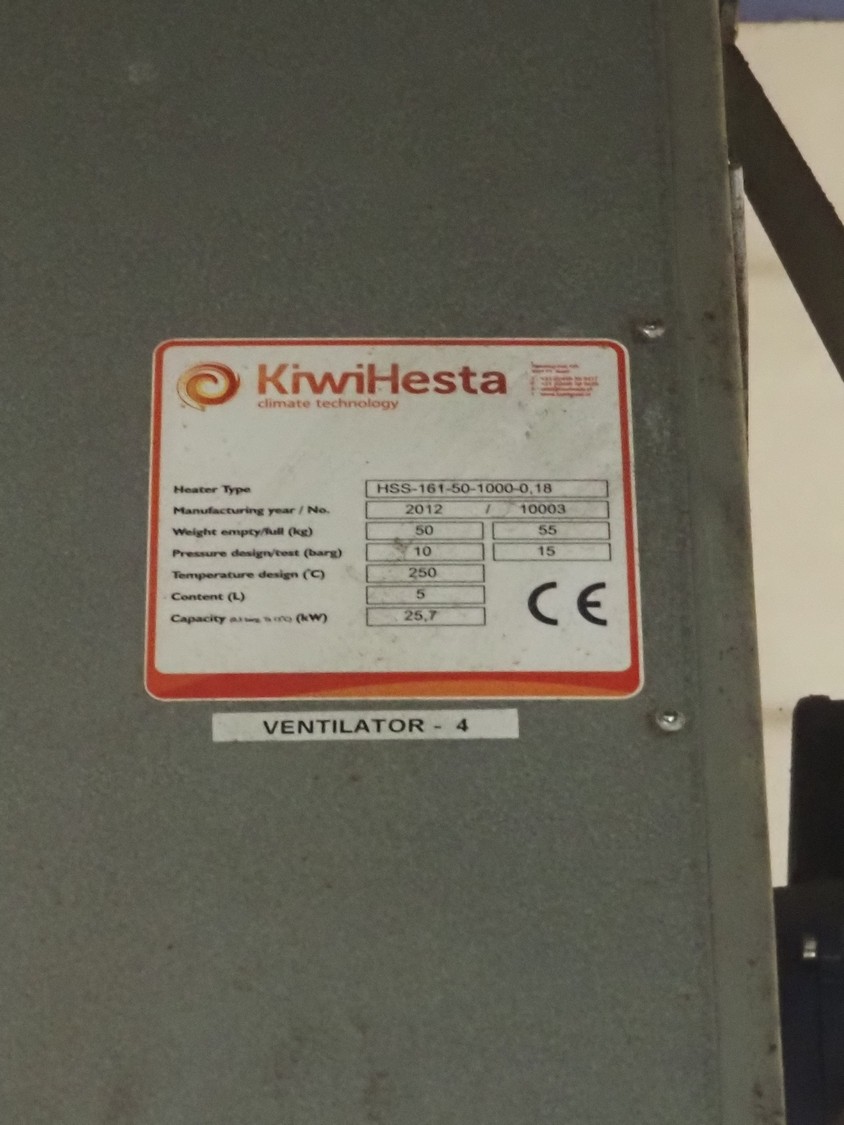 KiwiHesta
climate technology
Heater Type HSS-161-50-1000-0,18
Manufacturing year / No. 2012 / 10003
Weight empty/full (kg) 50 55
Pressure design/test (barg) 10 15
Temperature design (°C) 250
Content (L) 5
Capacity (kW) 25,7
CE
VENTILATOR - 4